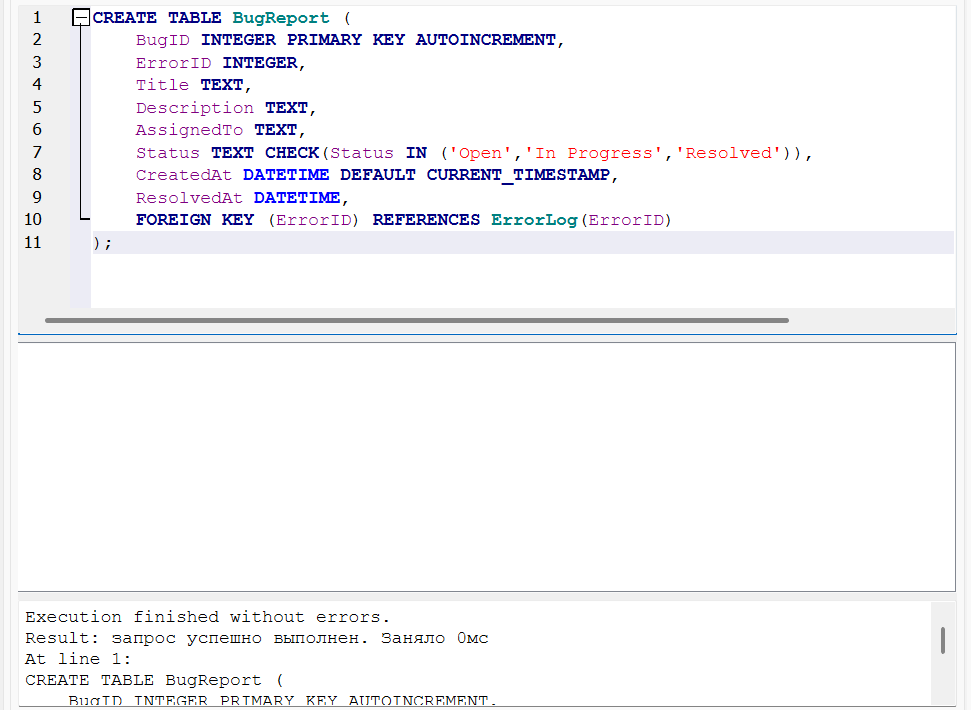 1 CREATE TABLE BugReport (
2 BugID INTEGER PRIMARY KEY AUTOINCREMENT,
3 ErrorID INTEGER,
4 Title TEXT,
5 Description TEXT,
6 AssignedTo TEXT,
7 Status TEXT CHECK(Status IN ('Open','In Progress','Resolved')),
8 CreatedAt DATETIME DEFAULT CURRENT_TIMESTAMP,
9 ResolvedAt DATETIME,
10 FOREIGN KEY (ErrorID) REFERENCES ErrorLog(ErrorID)
11 );
Execution finished without errors.
Result: запрос успешно выполнен. Заняло 0мс
At line 1:
CREATE TABLE BugReport (
BugID INTEGER PRIMARY KEY AUTOINCREMENT,